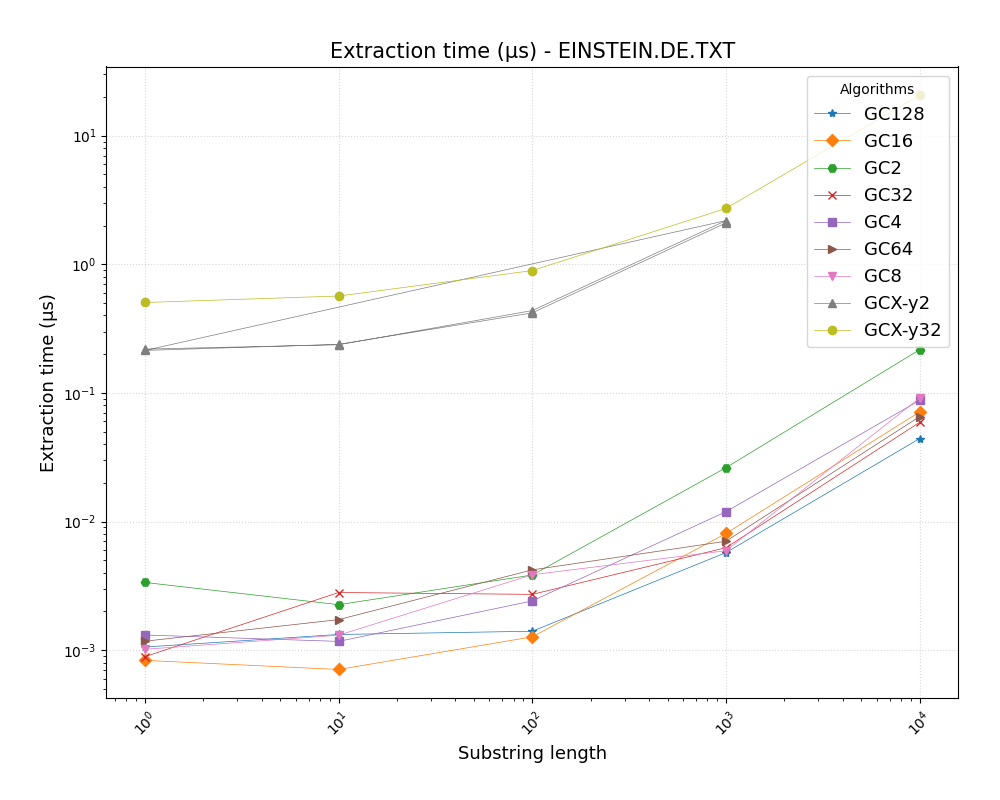 Extraction time (µs) - EINSTEIN.DE.TXT
Extraction time (µs)
10¹
10⁰
10⁻¹
10⁻²
10⁻³
10⁰ 10¹ 10² 10³ 10⁴
Substring length
Algorithms
GC128
GC16
GC2
GC32
GC4
GC64
GC8
GCX-y2
GCX-y32